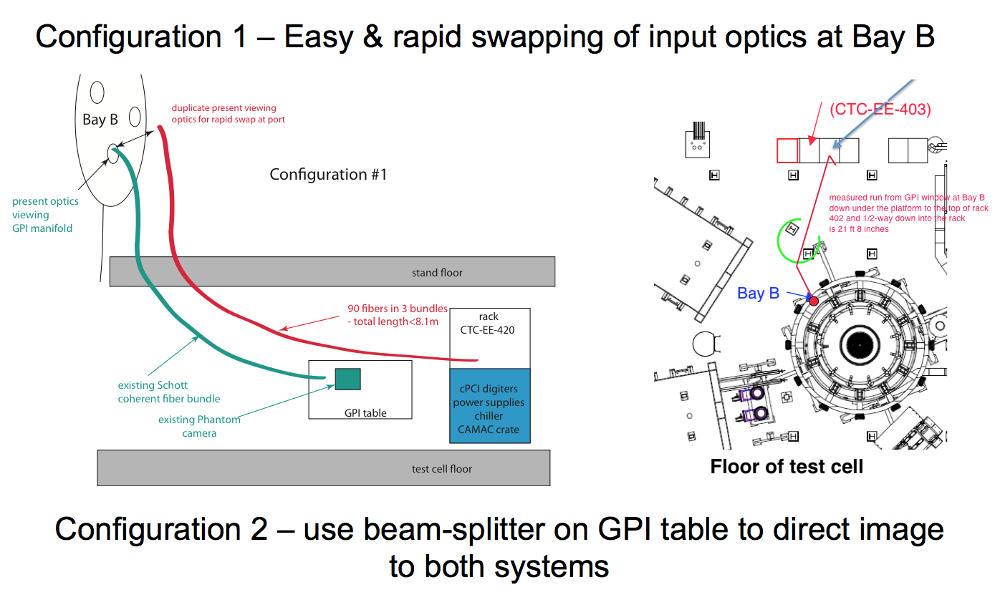 Configuration 1 – Easy & rapid swapping of input optics at Bay B
duplicate present viewing
optics for rapid swap at port
Bay B
Configuration #1
present optics
viewing
GPI manifold
stand floor
90 fibers in 3 bundles
- total length<8.1m
rack
CTC-EE-420
existing Schott
coherent fiber bundle
existing Phantom
camera
GPI table
cPCI digiters
power supplies
chiller
CAMAC crate
test cell floor
(CTC-EE-403)
measured run from GPI window at Bay B
down under the platform to the top of rack
402 and 1/2-way down into the rack
is 21 ft 8 inches
Bay B
Floor of test cell
Configuration 2 – use beam-splitter on GPI table to direct image
to both systems